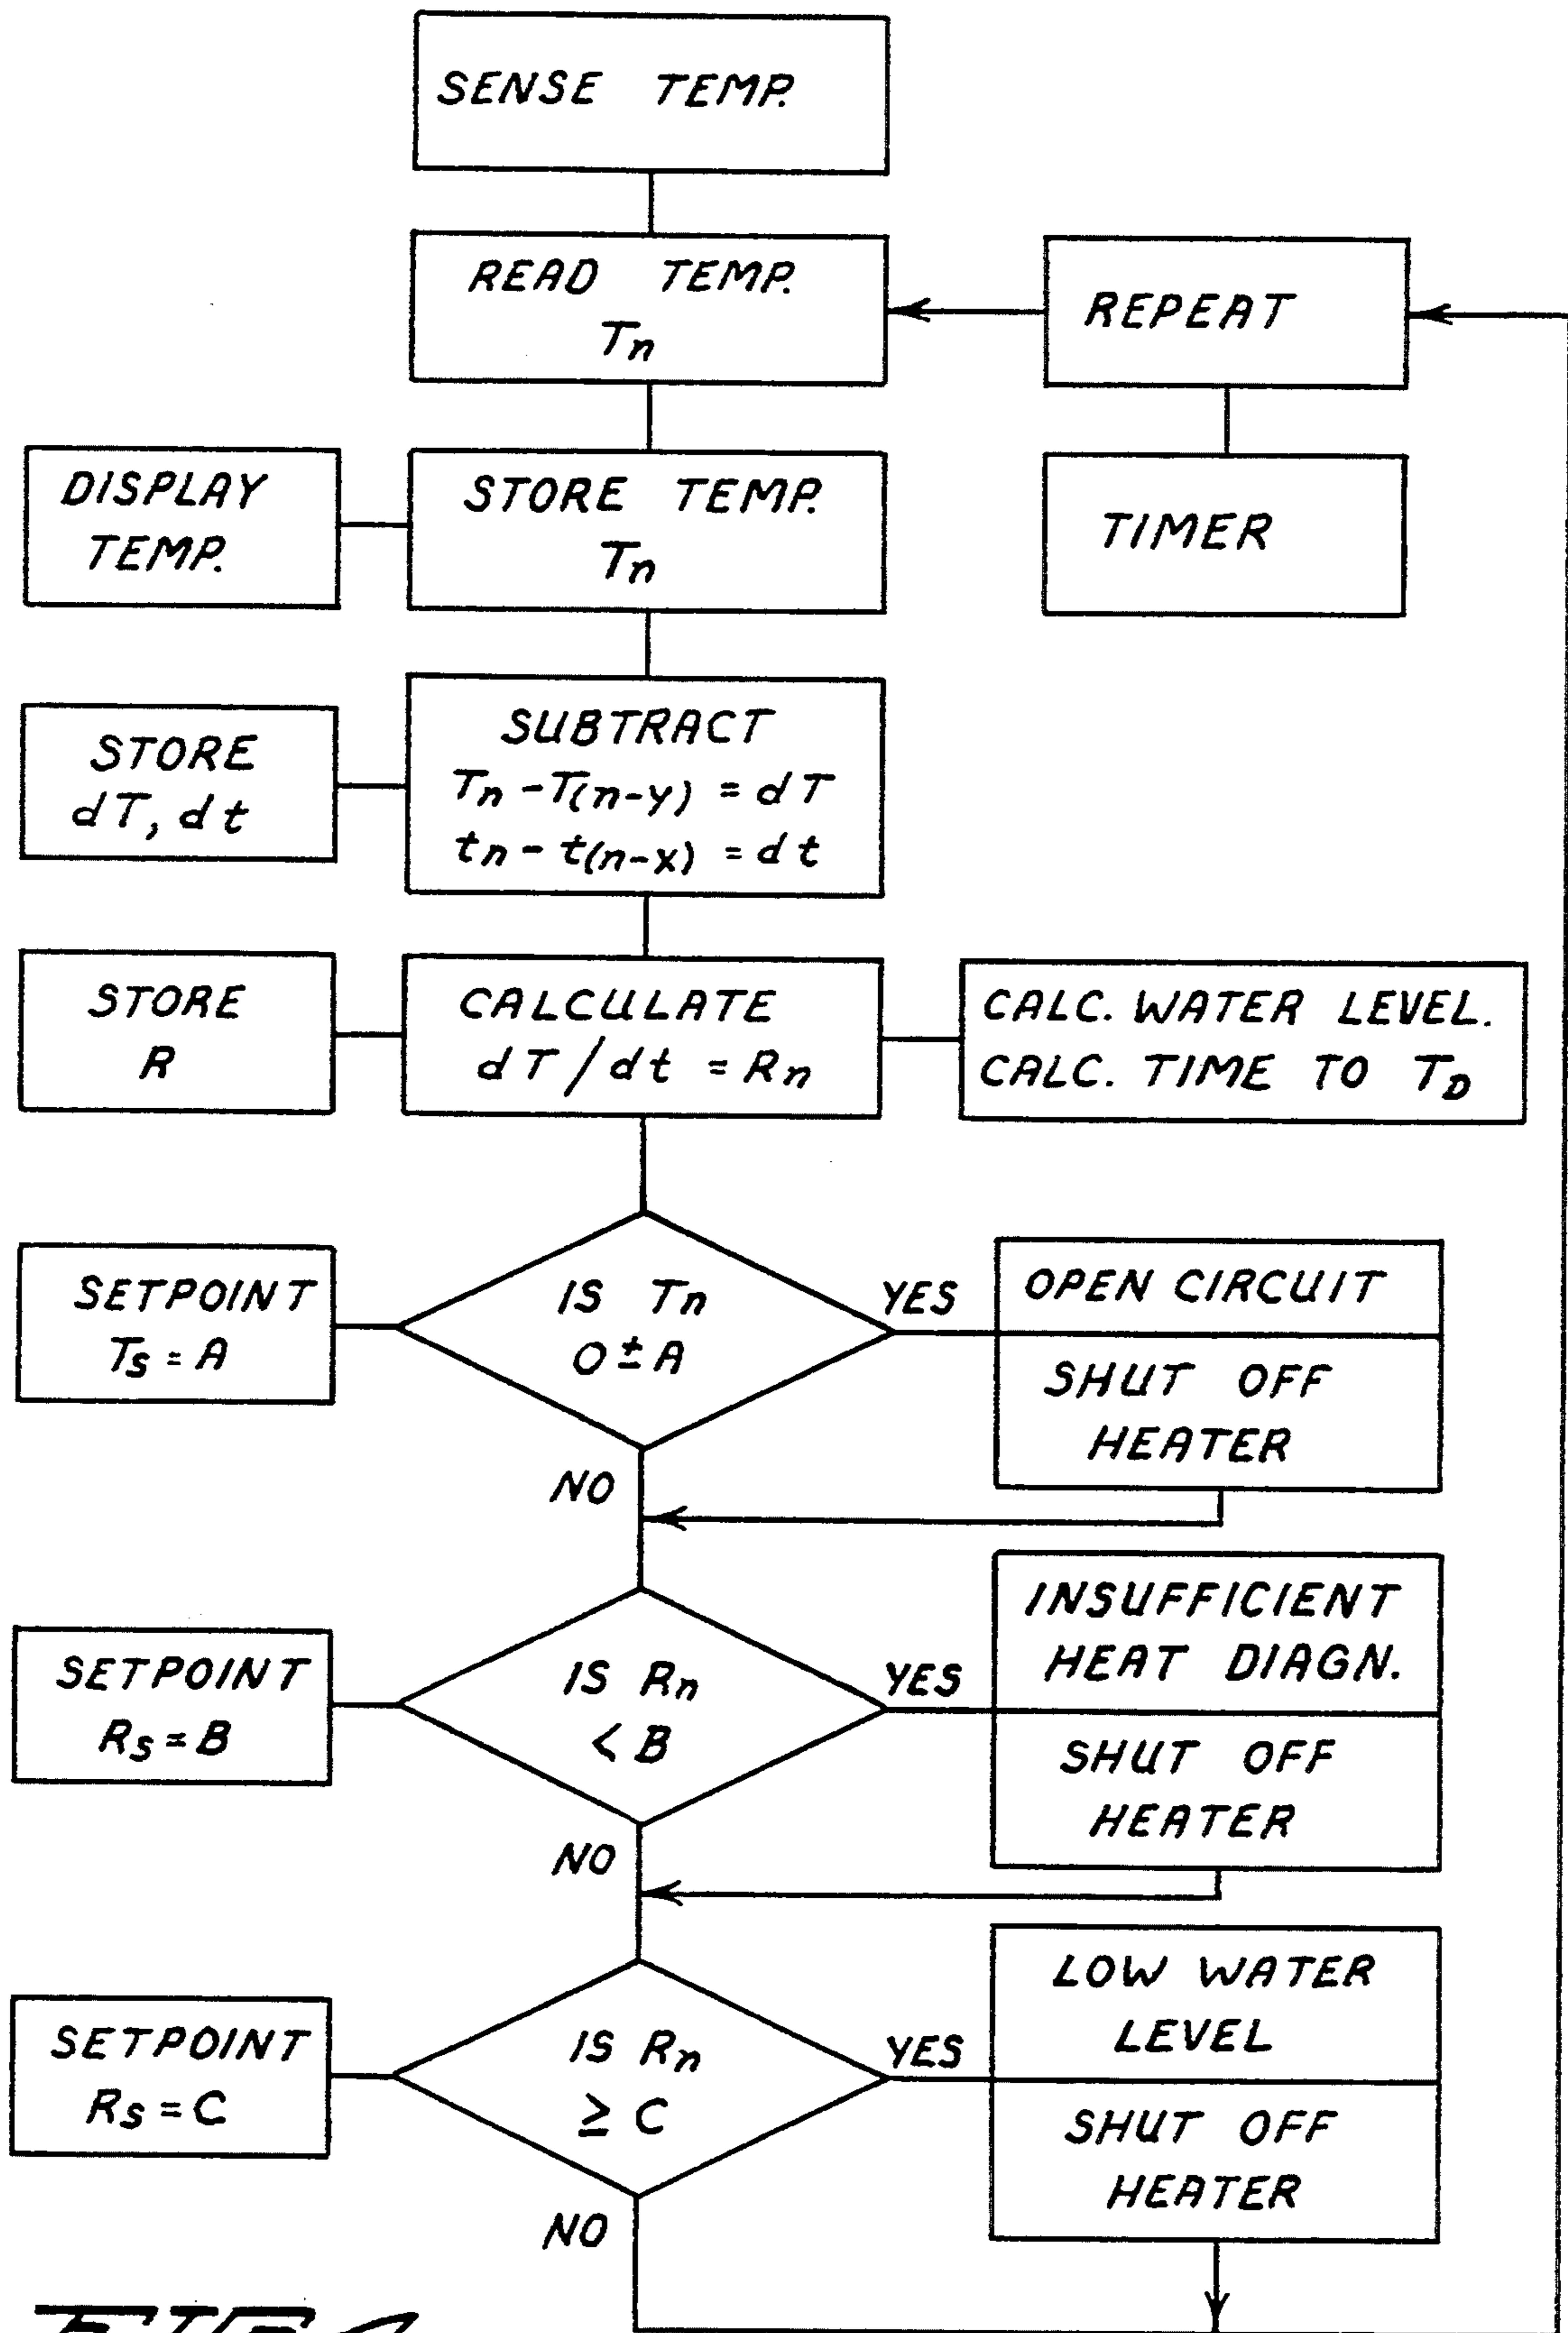 SENSE TEMP.
READ TEMP.
Tn
REPEAT
DISPLAY
TEMP.
STORE TEMP.
Tn
TIMER
STORE
dT, dt
SUBTRACT
Tn - T(n-y) = dT
tn - t(n-x) = dt
STORE
R
CALCULATE
dT/dt = Rn
CALC. WATER LEVEL.
CALC. TIME TO TD
SETPOINT
Ts = A
IS Tn
0 ± A
YES
OPEN CIRCUIT
SHUT OFF
HEATER
NO
SETPOINT
Rs = B
IS Rn
< B
YES
INSUFFICIENT
HEAT DIAGN.
SHUT OFF
HEATER
NO
SETPOINT
Rs = C
IS Rn
≥ C
YES
LOW WATER
LEVEL
SHUT OFF
HEATER
NO